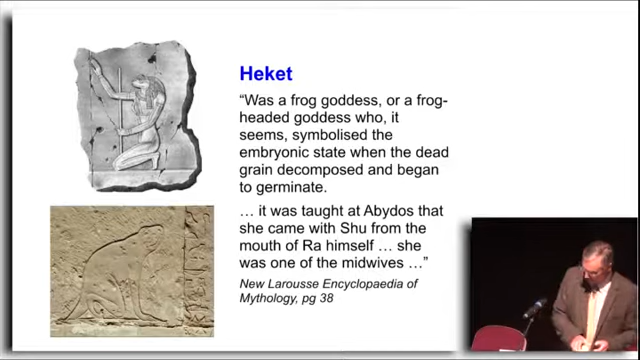 Heket
“Was a frog goddess, or a frog-
headed goddess who, it
seems, symbolised the
embryonic state when the dead
grain decomposed and began
to germinate.
… it was taught at Abydos that
she came with Shu from the
mouth of Ra himself … she
was one of the midwives …”
New Larousse Encyclopaedia of
Mythology, pg 38